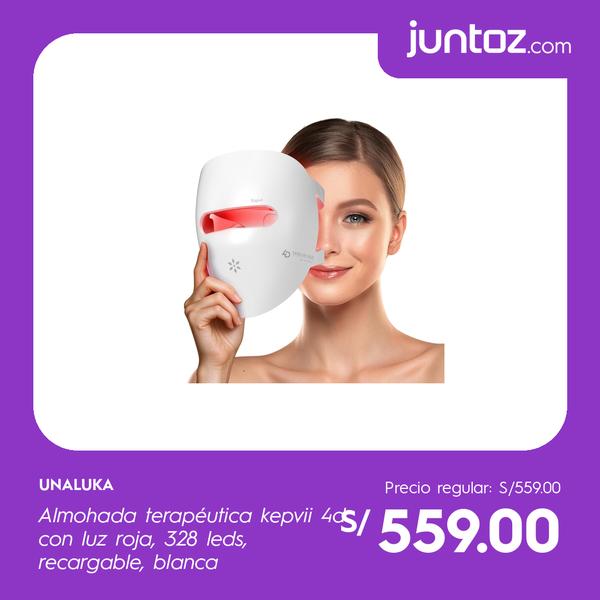 juntoz.com
4D
UNALUKA
Almohada terapéutica kepvii 4d
con luz roja, 328 leds,
recargable, blanca
Precio regular: S/559.00
S/ 559.00